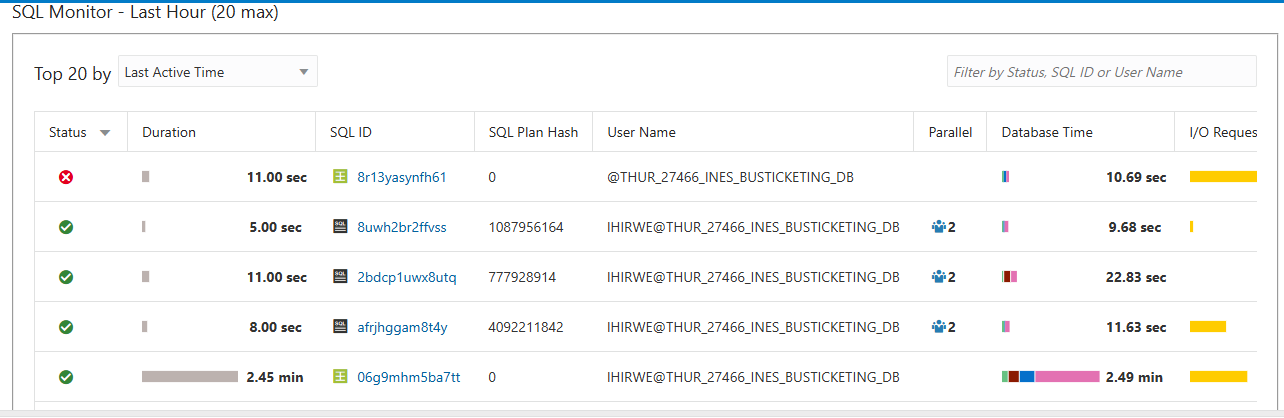 SQL Monitor - Last Hour (20 max)
Top 20 by Last Active Time Filter by Status, SQL ID or User Name
Status Duration SQL ID SQL Plan Hash User Name Parallel Database Time I/O Reques
11.00 sec 8r13yasynfh61 0 @THUR_27466_INES_BUSTICKETING_DB 10.69 sec
5.00 sec SQL 8uwh2br2ffvss 1087956164 IHIRWE@THUR_27466_INES_BUSTICKETING_DB 2 9.68 sec
11.00 sec SQL 2bdcp1uwx8utq 777928914 IHIRWE@THUR_27466_INES_BUSTICKETING_DB 2 22.83 sec
8.00 sec SQL afrjhggam8t4y 4092211842 IHIRWE@THUR_27466_INES_BUSTICKETING_DB 2 11.63 sec
2.45 min 06g9mhm5ba7tt 0 IHIRWE@THUR_27466_INES_BUSTICKETING_DB 2.49 min